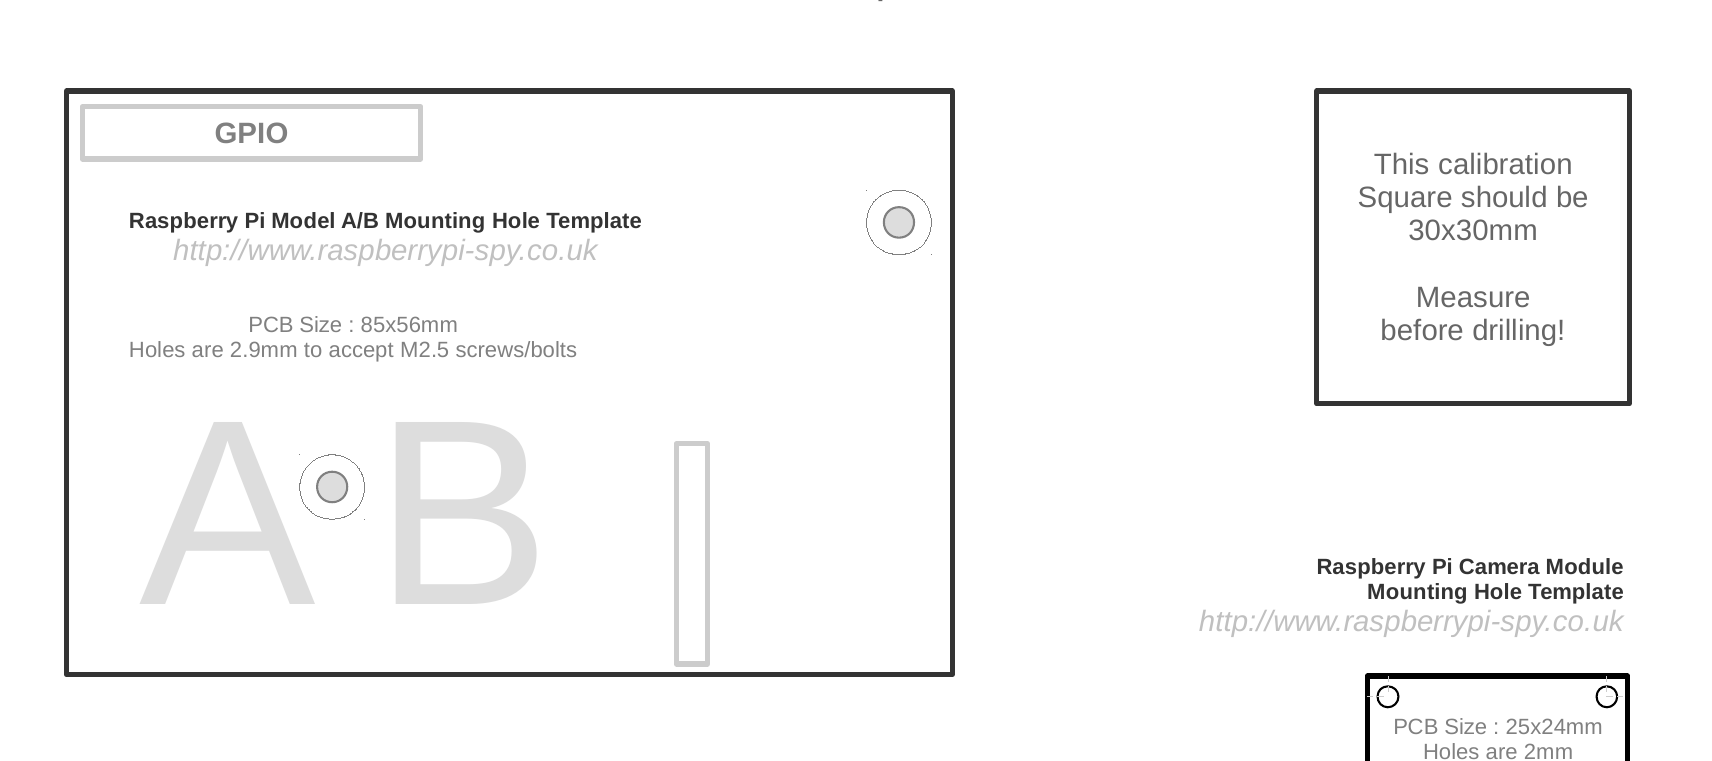 GPIO
Raspberry Pi Model A/B Mounting Hole Template
http://www.raspberrypi-spy.co.uk
PCB Size : 85x56mm
Holes are 2.9mm to accept M2.5 screws/bolts
A B
This calibration
Square should be
30x30mm
Measure
before drilling!
Raspberry Pi Camera Module
Mounting Hole Template
http://www.raspberrypi-spy.co.uk
PCB Size : 25x24mm
Holes are 2mm